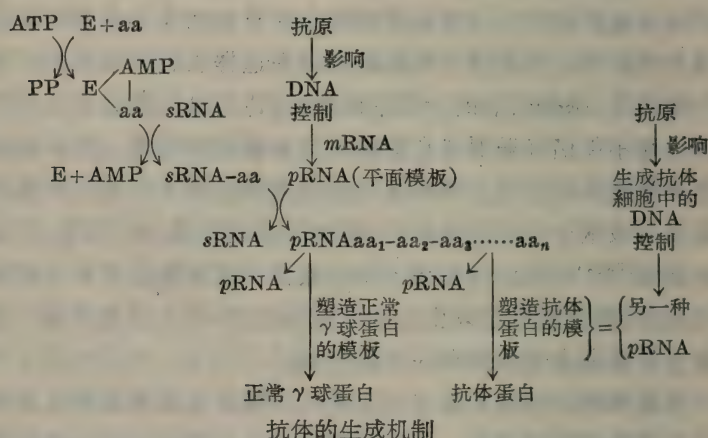 ATP E+aa 抗原
影响
PP E AMP DNA
aa sRNA 控制 抗原
mRNA 影响
E+AMP sRNA-aa pRNA(平面模板) 生成抗体
細胞中的
DNA
sRNA pRNAaa₁-aa₂-aa₃……aaₙ 控制
pRNA pRNA
塑造正常 塑造抗体 另一种
γ球蛋白 蛋白的模 =
的模板 板 pRNA
正常γ球蛋白 抗体蛋白
抗体的生成机制